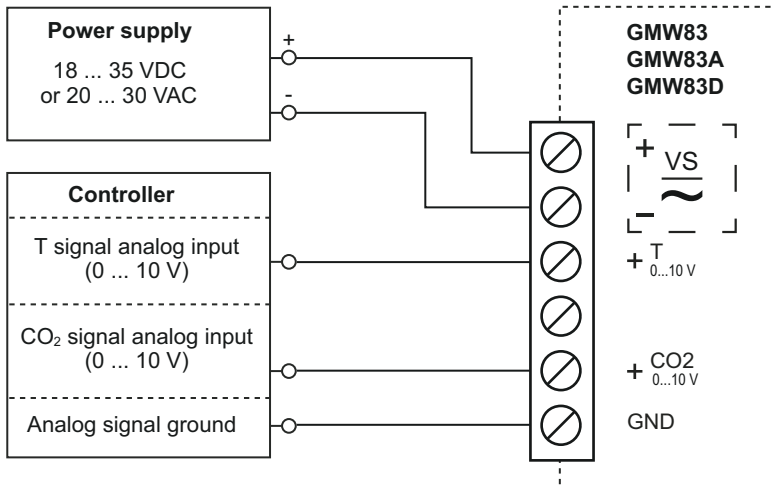 Power supply
18 ... 35 VDC
or 20 ... 30 VAC
+
-
Controller
T signal analog input
(0 ... 10 V)
CO₂ signal analog input
(0 ... 10 V)
Analog signal ground
GMW83
GMW83A
GMW83D
+
VS
~
–
+ T
0...10 V
+ CO2
0...10 V
GND